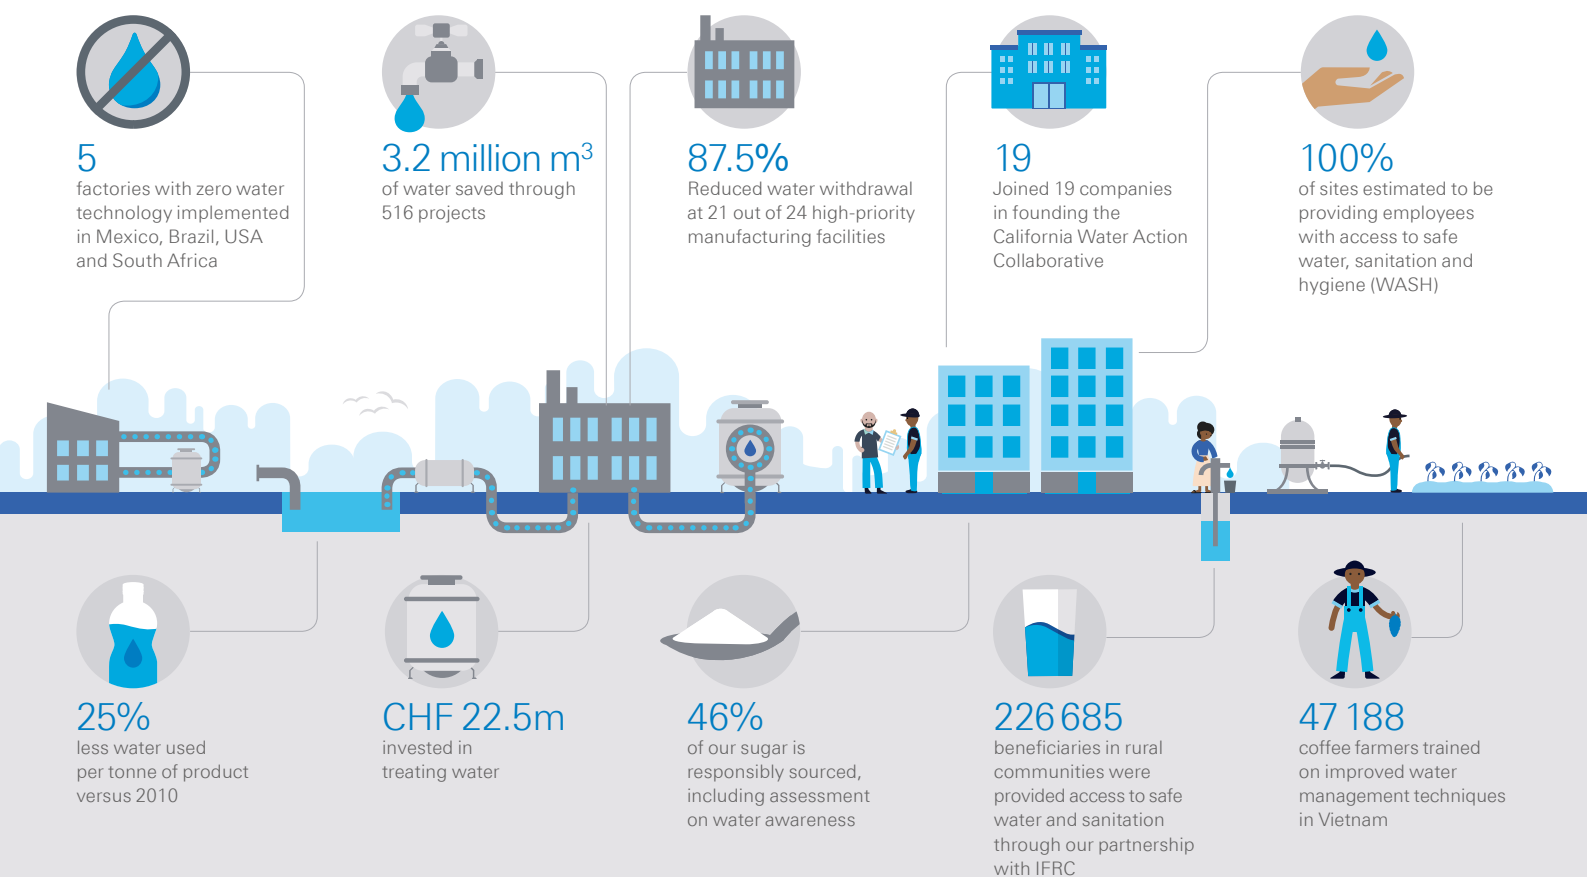 5
factories with zero water
technology implemented
in Mexico, Brazil, USA
and South Africa
3.2 million m³
of water saved through
516 projects
87.5%
Reduced water withdrawal
at 21 out of 24 high-priority
manufacturing facilities
19
Joined 19 companies
in founding the
California Water Action
Collaborative
100%
of sites estimated to be
providing employees
with access to safe
water, sanitation and
hygiene (WASH)
25%
less water used
per tonne of product
versus 2010
CHF 22.5m
invested in
treating water
46%
of our sugar is
responsibly sourced,
including assessment
on water awareness
226 685
beneficiaries in rural
communities were
provided access to safe
water and sanitation
through our partnership
with IFRC
47 188
coffee farmers trained
on improved water
management techniques
in Vietnam